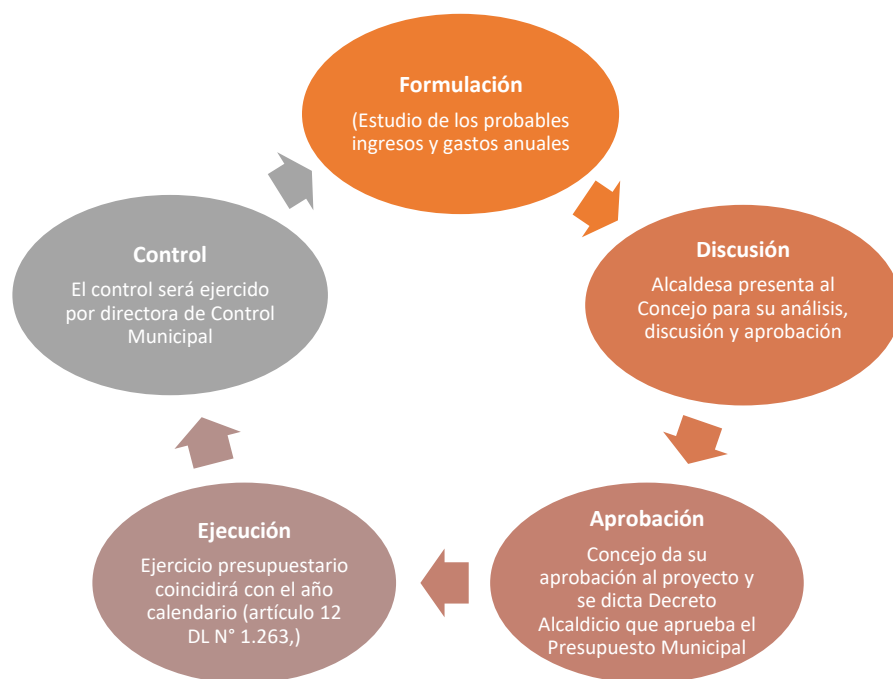 Formulación
(Estudio de los probables
ingresos y gastos anuales
Discusión
Alcaldesa presenta al
Concejo para su análisis,
discusión y aprobación
Aprobación
Concejo da su
aprobación al proyecto y
se dicta Decreto
Alcaldicio que aprueba el
Presupuesto Municipal
Ejecución
Ejercicio presupuestario
coincidirá con el año
calendario (artículo 12
DL N° 1.263,)
Control
El control será ejercido
por directora de Control
Municipal